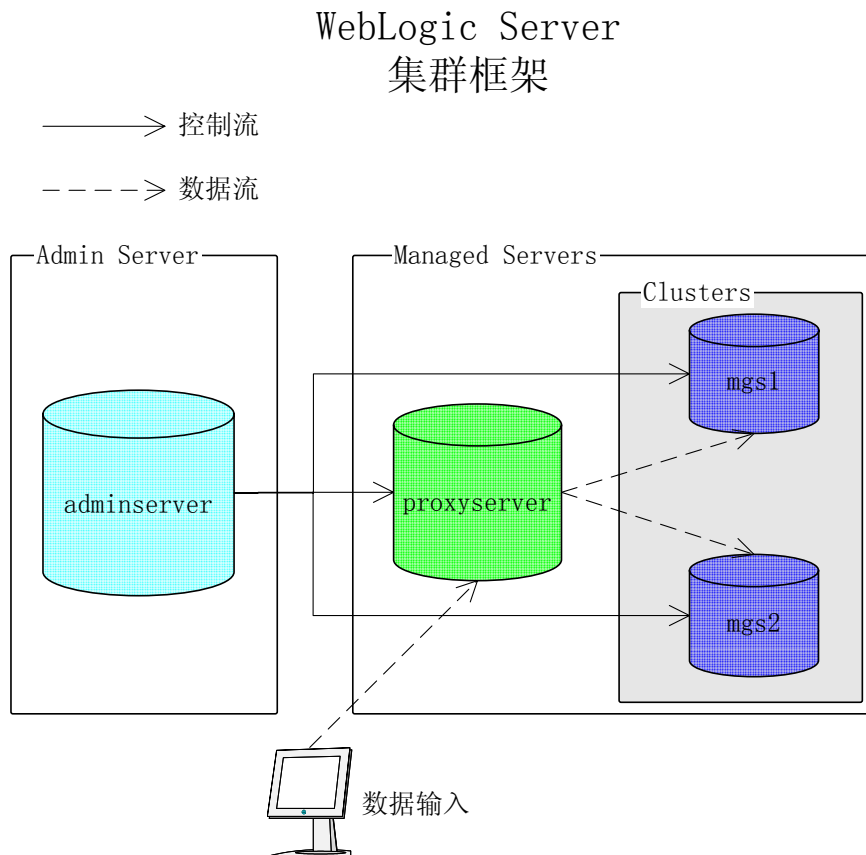 WebLogic Server
集群框架
控制流
数据流
Admin Server
Managed Servers
Clusters
mgs1
adminserver
proxyserver
mgs2
数据输入